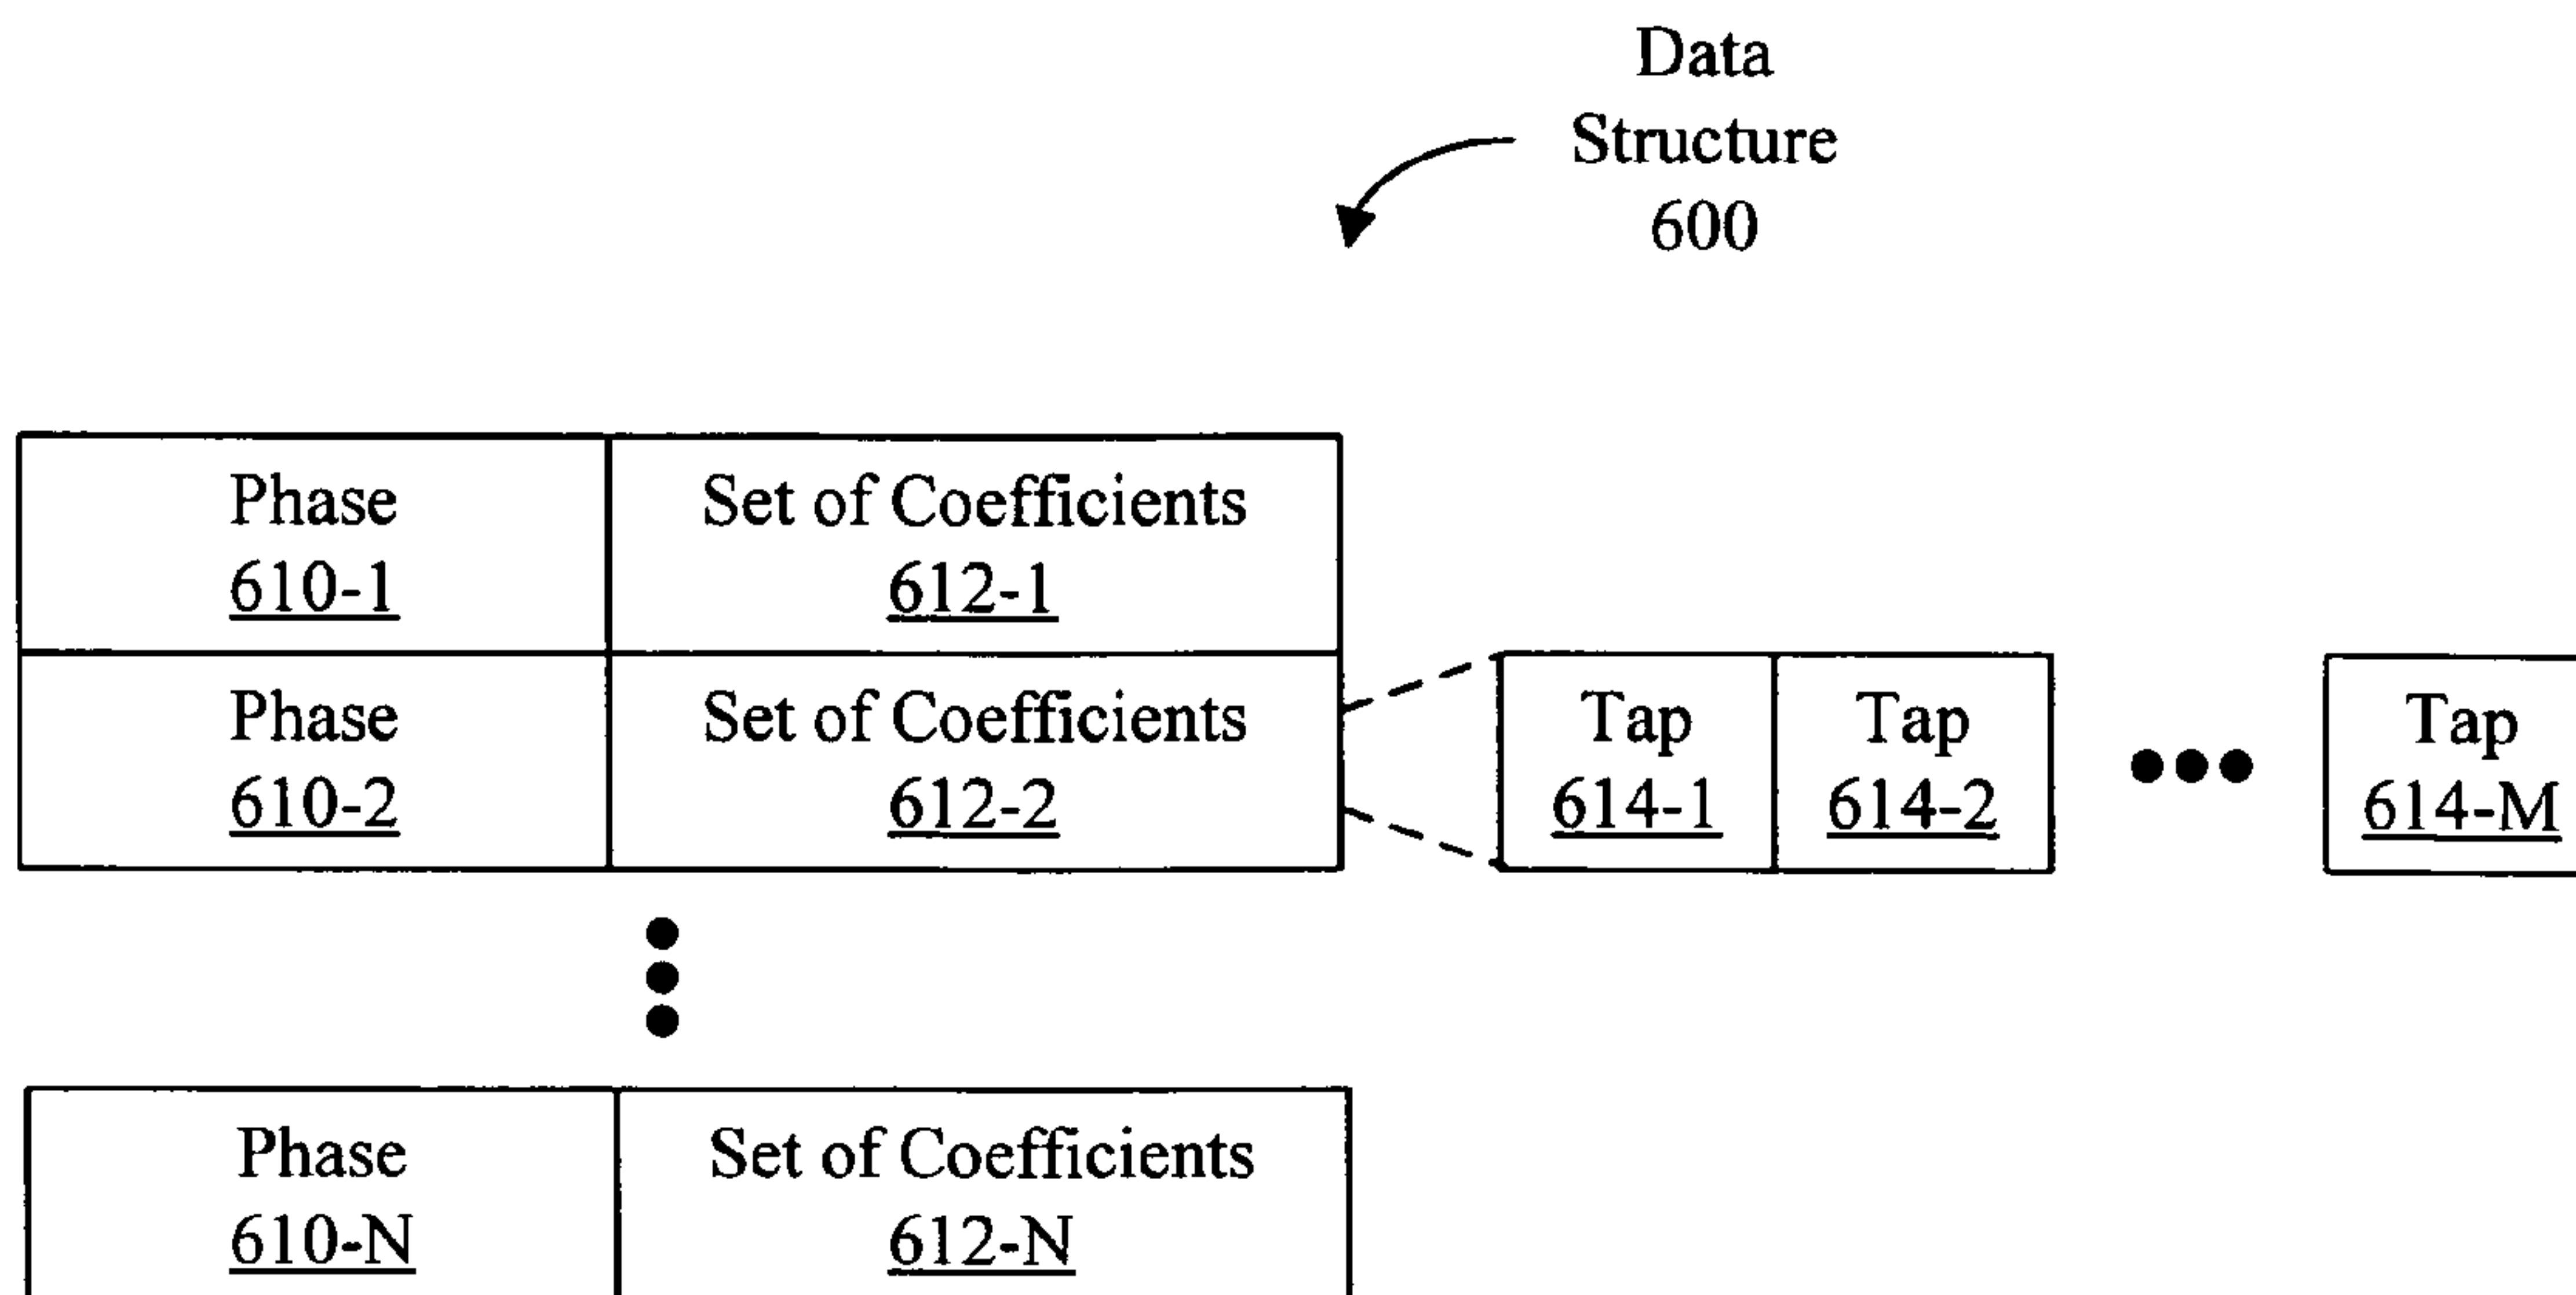 Data
Structure
600
Phase
610-1
Set of Coefficients
612-1
Phase
610-2
Set of Coefficients
612-2
Tap
614-1
Tap
614-2
Tap
614-M
Phase
610-N
Set of Coefficients
612-N